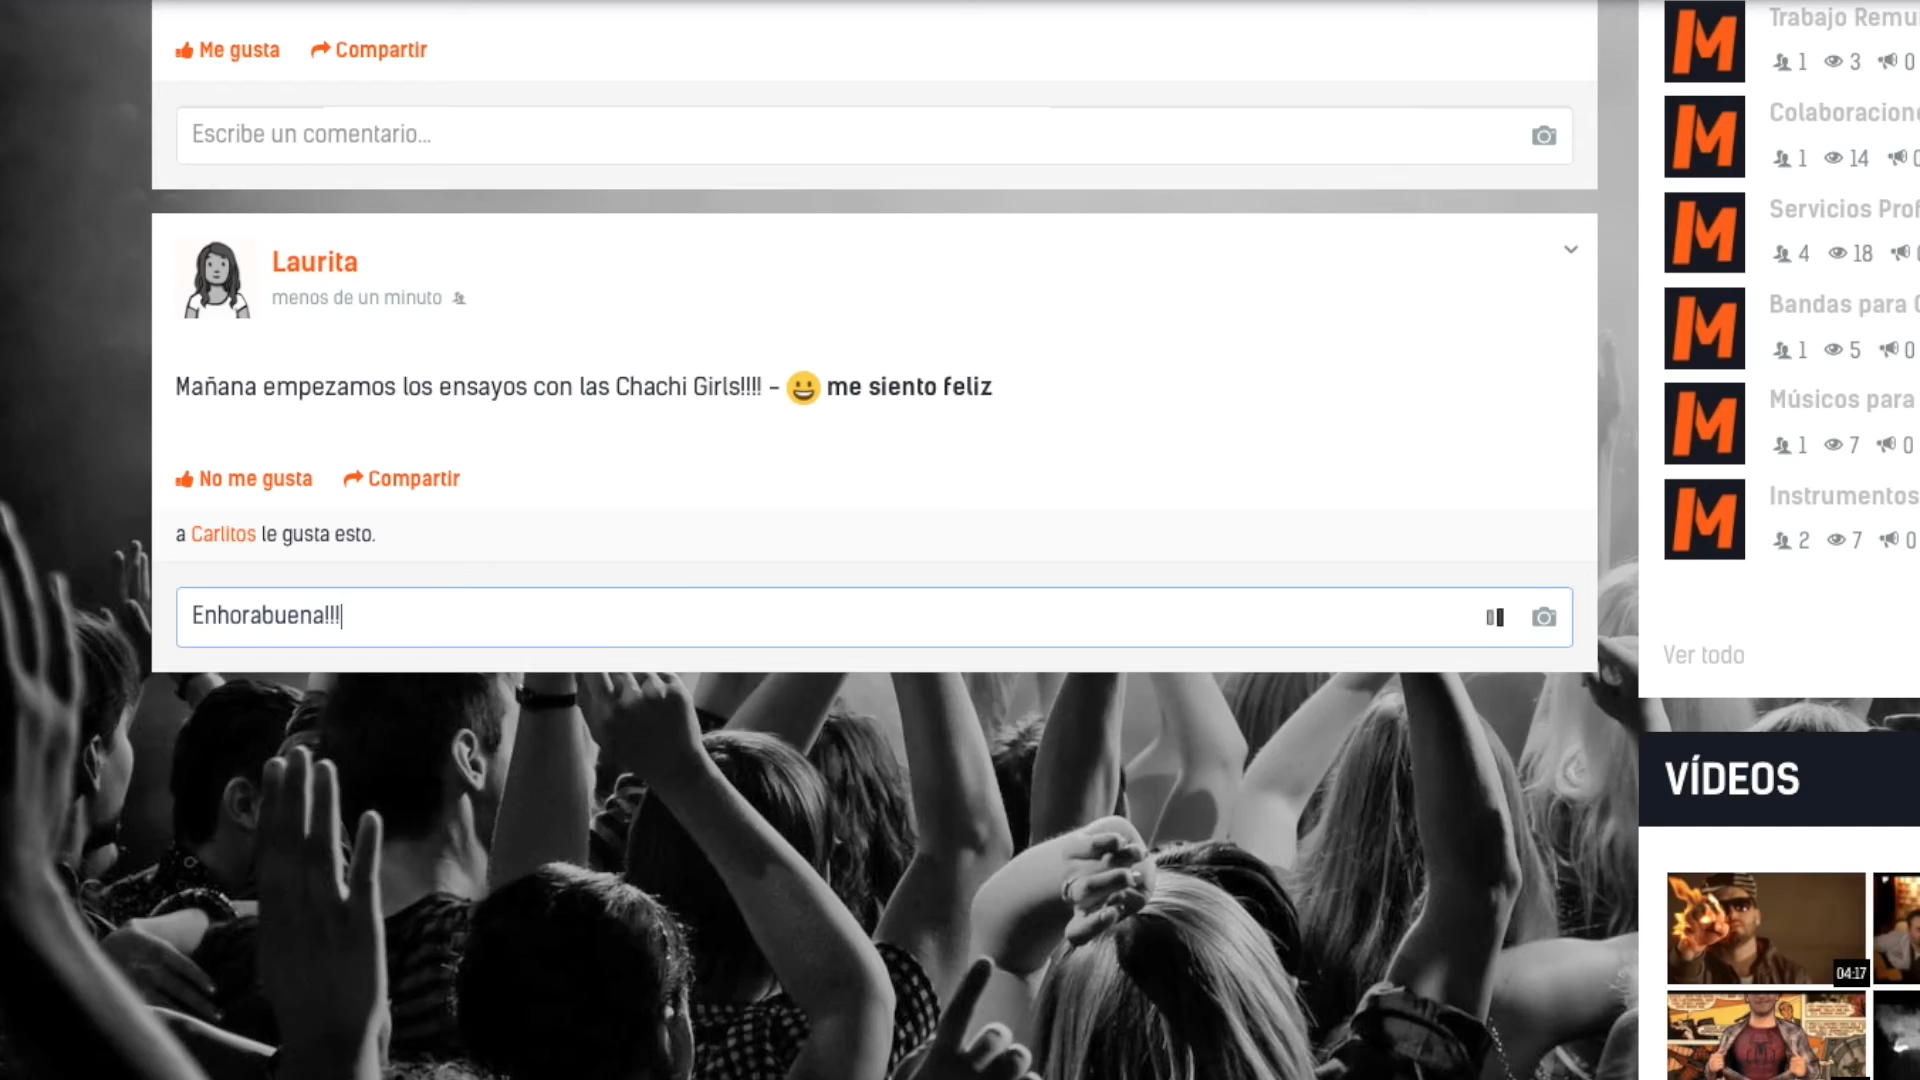 Me gusta Compartir
Escribe un comentario...
Laurita
menos de un minuto
Mañana empezamos los ensayos con las Chachi Girls!!!! - me siento feliz
No me gusta Compartir
a Carlitos le gusta esto.
Enhorabuena!!!
Trabajo Remu
1 3 0
Colaboracion
1 14
Servicios Prof
4 18
Bandas para
1 5 0
Músicos para
1 7 0
Instrumentos
2 7 0
Ver todo
VÍDEOS
04:17